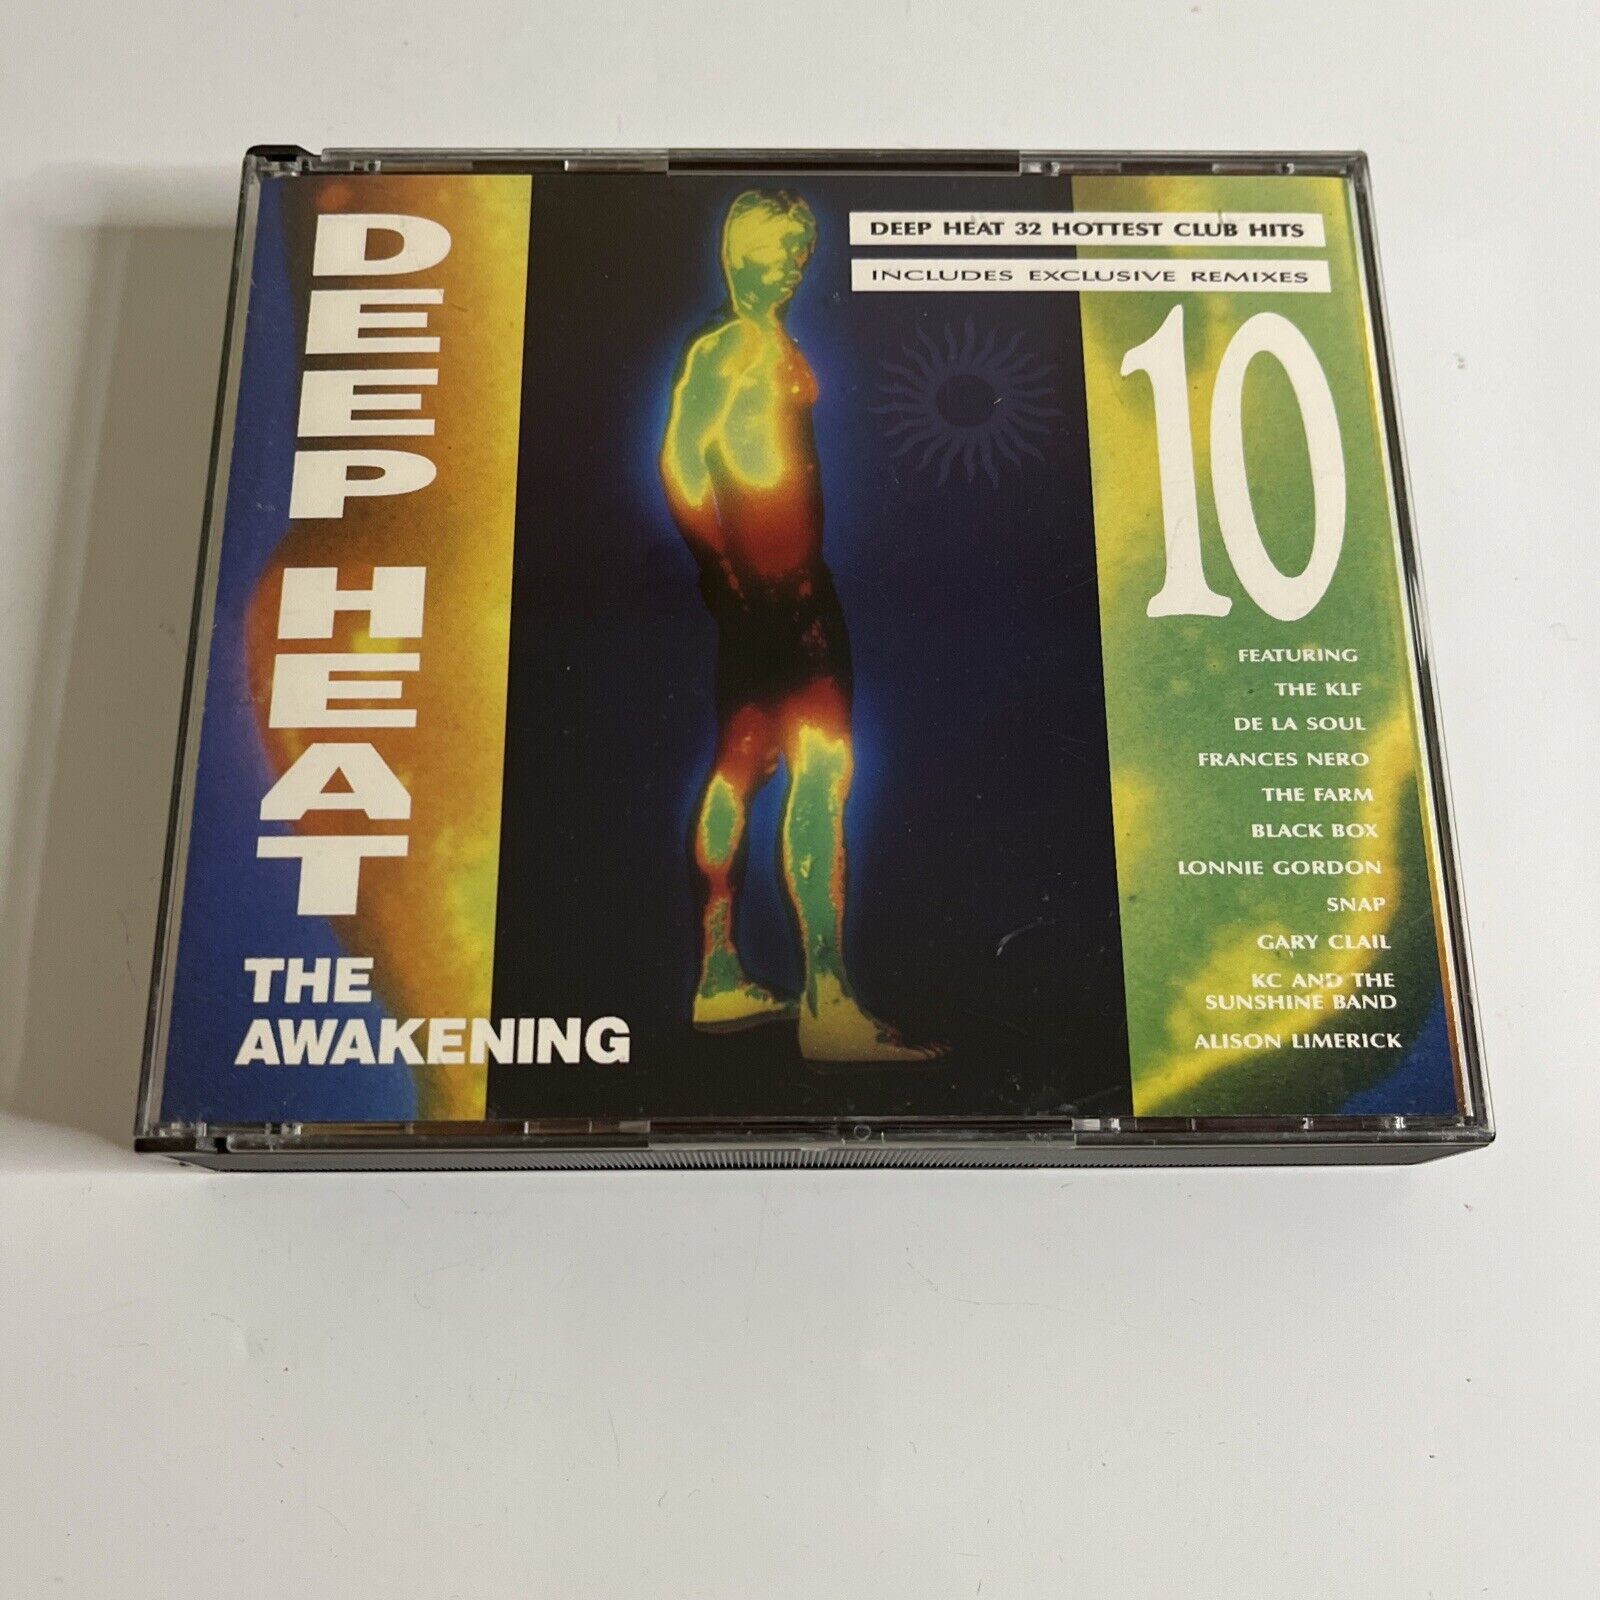 DEEP HEAT
THE
AWAKENING
DEEP HEAT 32 HOTTEST CLUB HITS
INCLUDES EXCLUSIVE REMIXES
10
FEATURING
THE KLF
DE LA SOUL
FRANCES NERO
THE FARM
BLACK BOX
LONNIE GORDON
SNAP
GARY CLAIL
KC AND THE
SUNSHINE BAND
ALISON LIMERICK